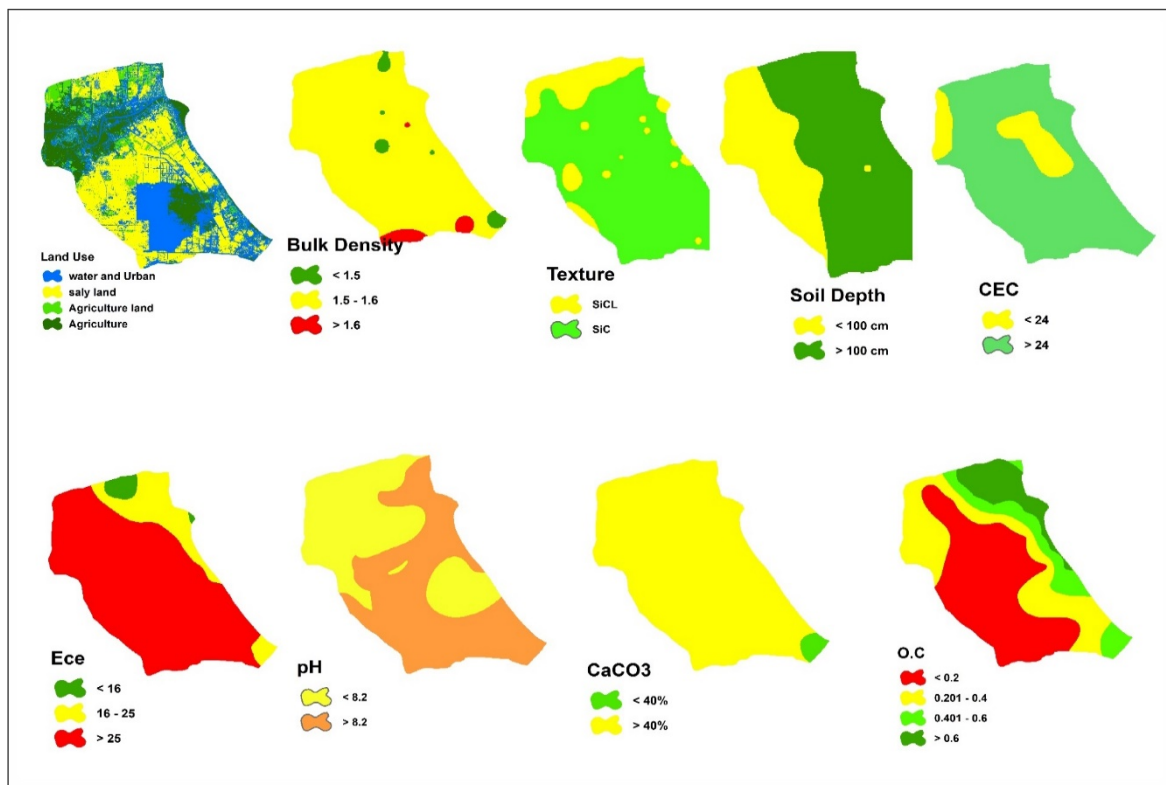 Land Use
water and Urban
saly land
Agriculture land
Agriculture
Bulk Density
< 1.5
1.5 - 1.6
> 1.6
Texture
SiCL
SiC
Soil Depth
< 100 cm
> 100 cm
CEC
< 24
> 24
Ece
< 16
16 - 25
> 25
pH
< 8.2
> 8.2
CaCO3
< 40%
> 40%
O.C
< 0.2
0.201 - 0.4
0.401 - 0.6
> 0.6